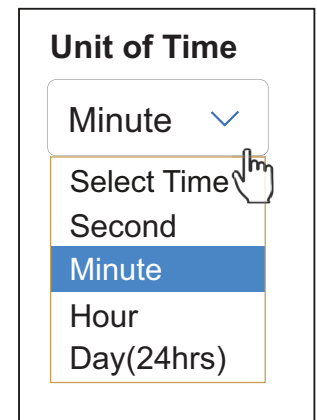 Unit of Time
Minute
Select Time
Second
Minute
Hour
Day(24hrs)